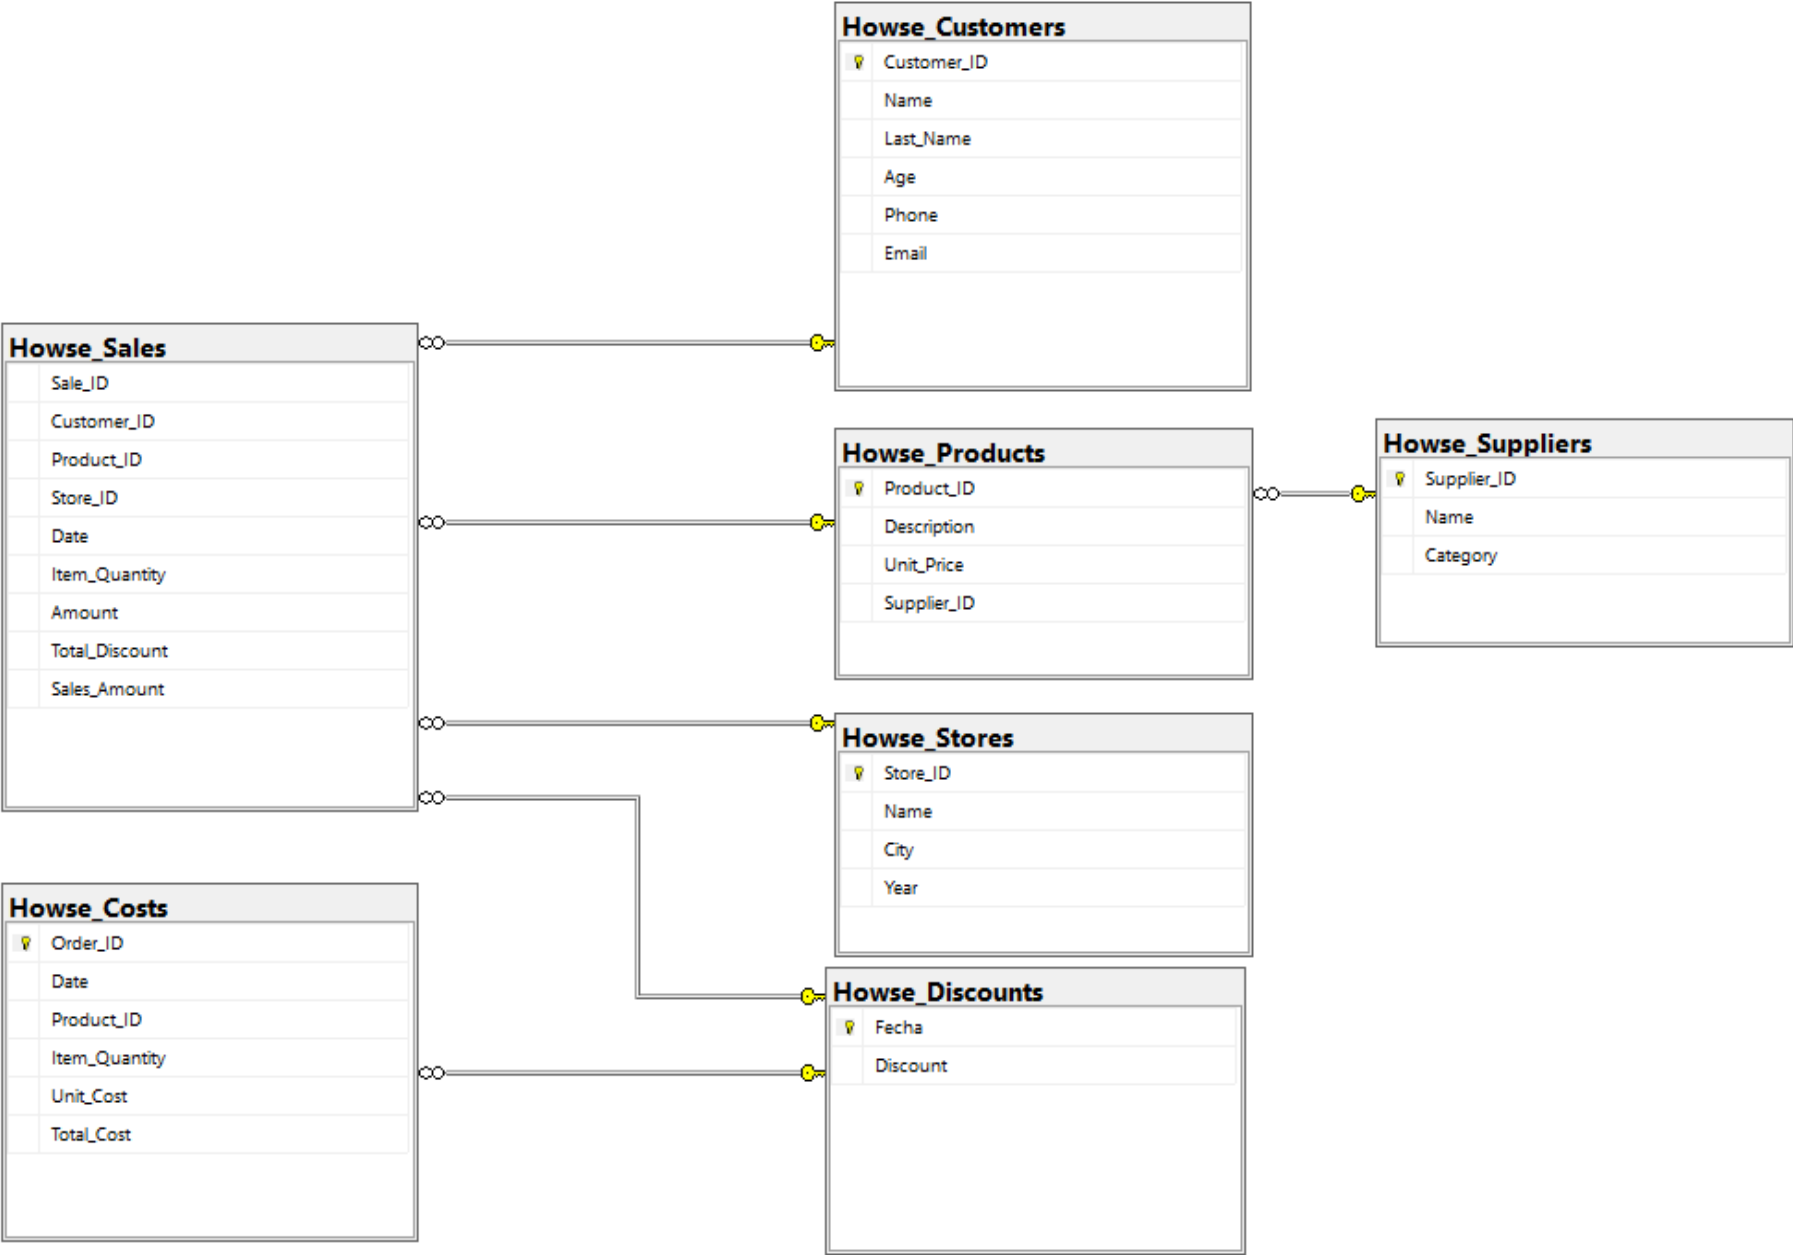 Howse_Customers
Customer_ID
Name
Last_Name
Age
Phone
Email
Howse_Sales
Sale_ID
Customer_ID
Product_ID
Store_ID
Date
Item_Quantity
Amount
Total_Discount
Sales_Amount
Howse_Products
Product_ID
Description
Unit_Price
Supplier_ID
Howse_Suppliers
Supplier_ID
Name
Category
Howse_Stores
Store_ID
Name
City
Year
Howse_Costs
Order_ID
Date
Product_ID
Item_Quantity
Unit_Cost
Total_Cost
Howse_Discounts
Fecha
Discount